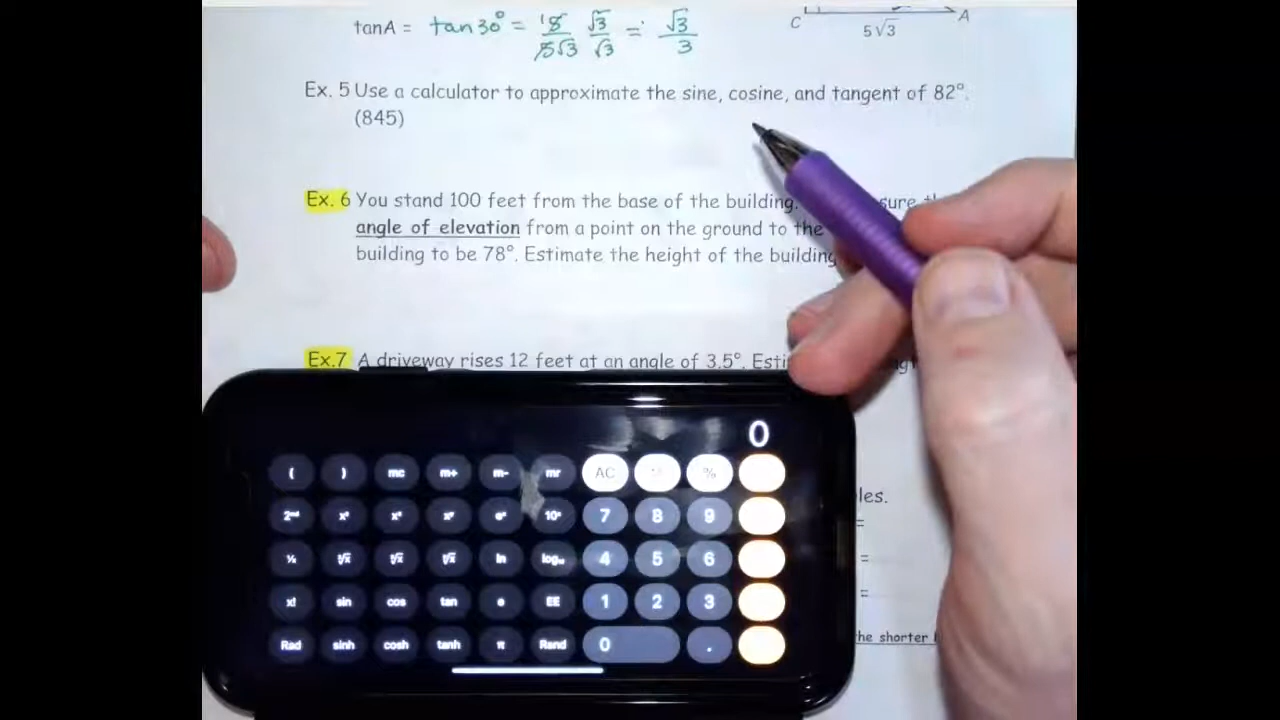 C A
5√3
tanA = tan30° = 5/5√3 √3/√3 = √3/3
Ex. 5 Use a calculator to approximate the sine, cosine, and tangent of 82°.
(845)
Ex. 6 You stand 100 feet from the base of the building.
angle of elevation from a point on the ground to the
building to be 78°. Estimate the height of the building
Ex.7 A driveway rises 12 feet at an angle of 3.5°.
0
( ) mc m+ m- mr AC %
2ⁿᵈ x² x³ xʸ eˣ 10ˣ 7 8 9
¹/x ²√x ³√x ʸ√x ln log₁₀ 4 5 6
x! sin cos tan e EE 1 2 3
Rad sinh cosh tanh π Rand 0 .
=
=
=
the shorter